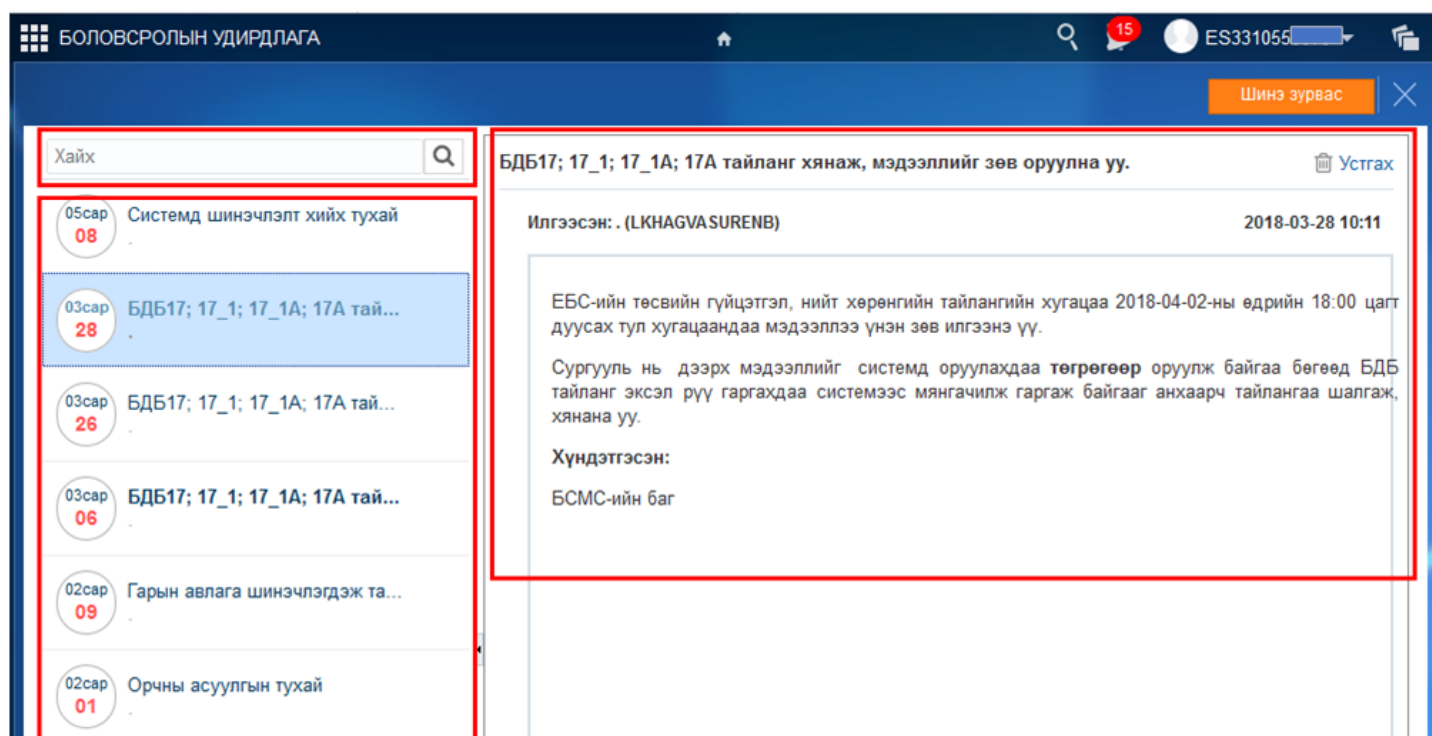 БОЛОВСРОЛЫН УДИРДЛАГА
15
ES331055
Шинэ зурвас
Хайх
05сар
08
Системд шинэчлэлт хийх тухай
.
03сар
28
БДБ17; 17_1; 17_1А; 17А тай...
.
03сар
26
БДБ17; 17_1; 17_1А; 17А тай...
.
03сар
06
БДБ17; 17_1; 17_1А; 17А тай...
.
02сар
09
Гарын авлага шинэчлэгдэж та...
.
02сар
01
Орчны асуулгын тухай
.
БДБ17; 17_1; 17_1А; 17А тайланг хянаж, мэдээллийг зөв оруулна уу.
Устгах
Илгээсэн: . (LKHAGVASURENB)
2018-03-28 10:11
ЕБС-ийн төсвийн гүйцэтгэл, нийт хөрөнгийн тайлангийн хугацаа 2018-04-02-ны өдрийн 18:00 цагт
дуусах тул хугацаандаа мэдээллээ үнэн зөв илгээнэ үү.
Сургууль нь дээрх мэдээллийг системд оруулахдаа төгрөгөөр оруулж байгаа бөгөөд БДБ
тайланг эксэл рүү гаргахдаа системээс мянгачилж гаргаж байгааг анхаарч тайлангаа шалгаж,
хянана уу.
Хүндэтгэсэн:
БСМС-ийн баг